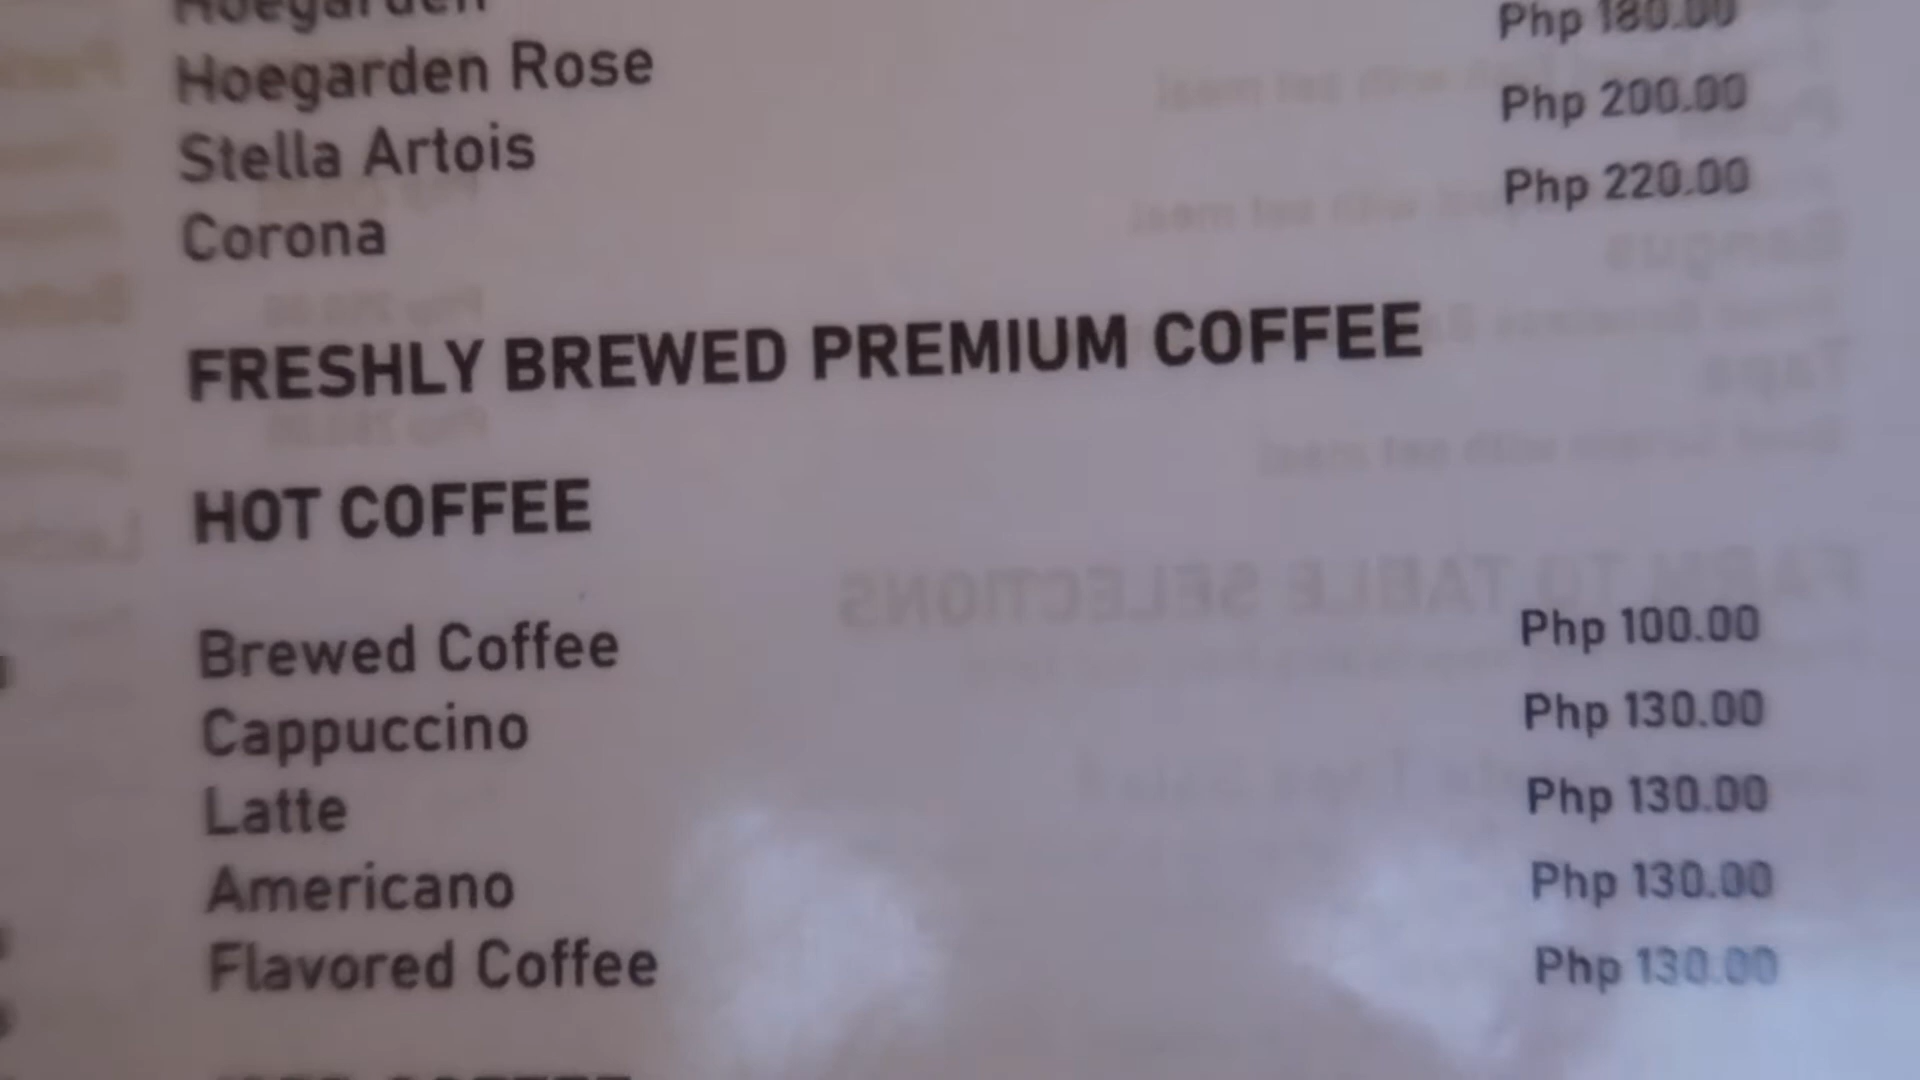 Hoegarden
Php 180.00
Hoegarden Rose
Php 200.00
Stella Artois
Php 220.00
Corona
FRESHLY BREWED PREMIUM COFFEE
HOT COFFEE
Brewed Coffee Php 100.00
Cappuccino Php 130.00
Latte Php 130.00
Americano Php 130.00
Flavored Coffee Php 130.00